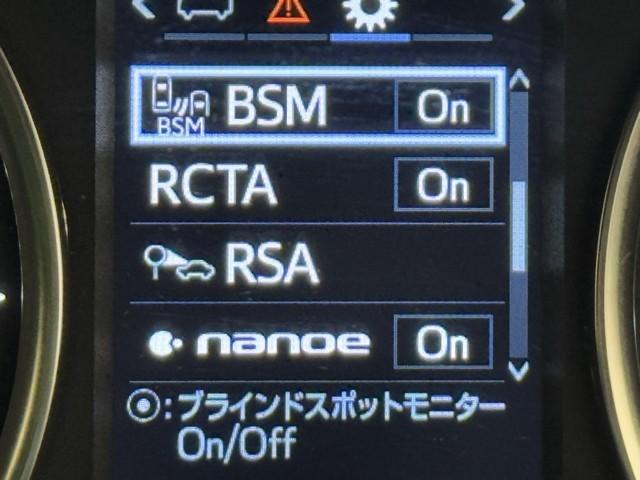 BSM BSM On
RCTA On
RSA
nanoe On
⦿:ブラインドスポットモニター
On/Off